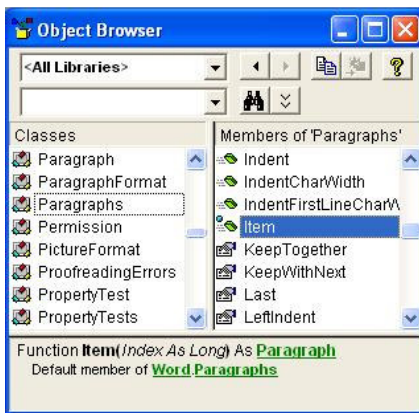 Object Browser
<All Libraries>
Classes
Paragraph
ParagraphFormat
Paragraphs
Permission
PictureFormat
ProofreadingErrors
PropertyTest
PropertyTests
Members of 'Paragraphs'
Indent
IndentCharWidth
IndentFirstLineCharW
Item
KeepTogether
KeepWithNext
Last
LeftIndent
Function Item(Index As Long) As Paragraph
Default member of Word.Paragraphs